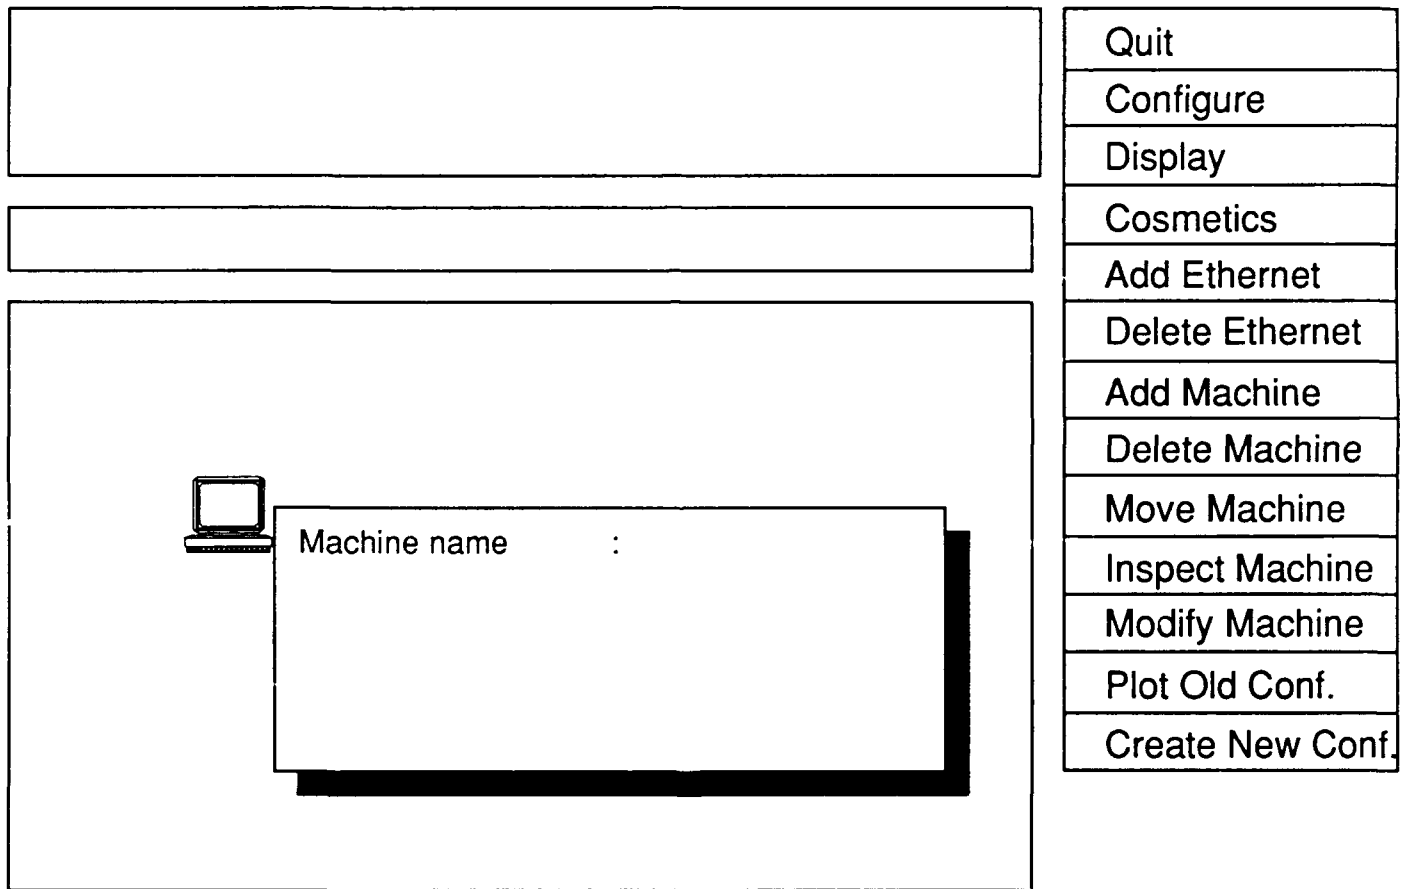 Quit
Configure
Display
Cosmetics
Add Ethernet
Delete Ethernet
Add Machine
Delete Machine
Move Machine
Inspect Machine
Modify Machine
Plot Old Conf.
Create New Conf.
Machine name :